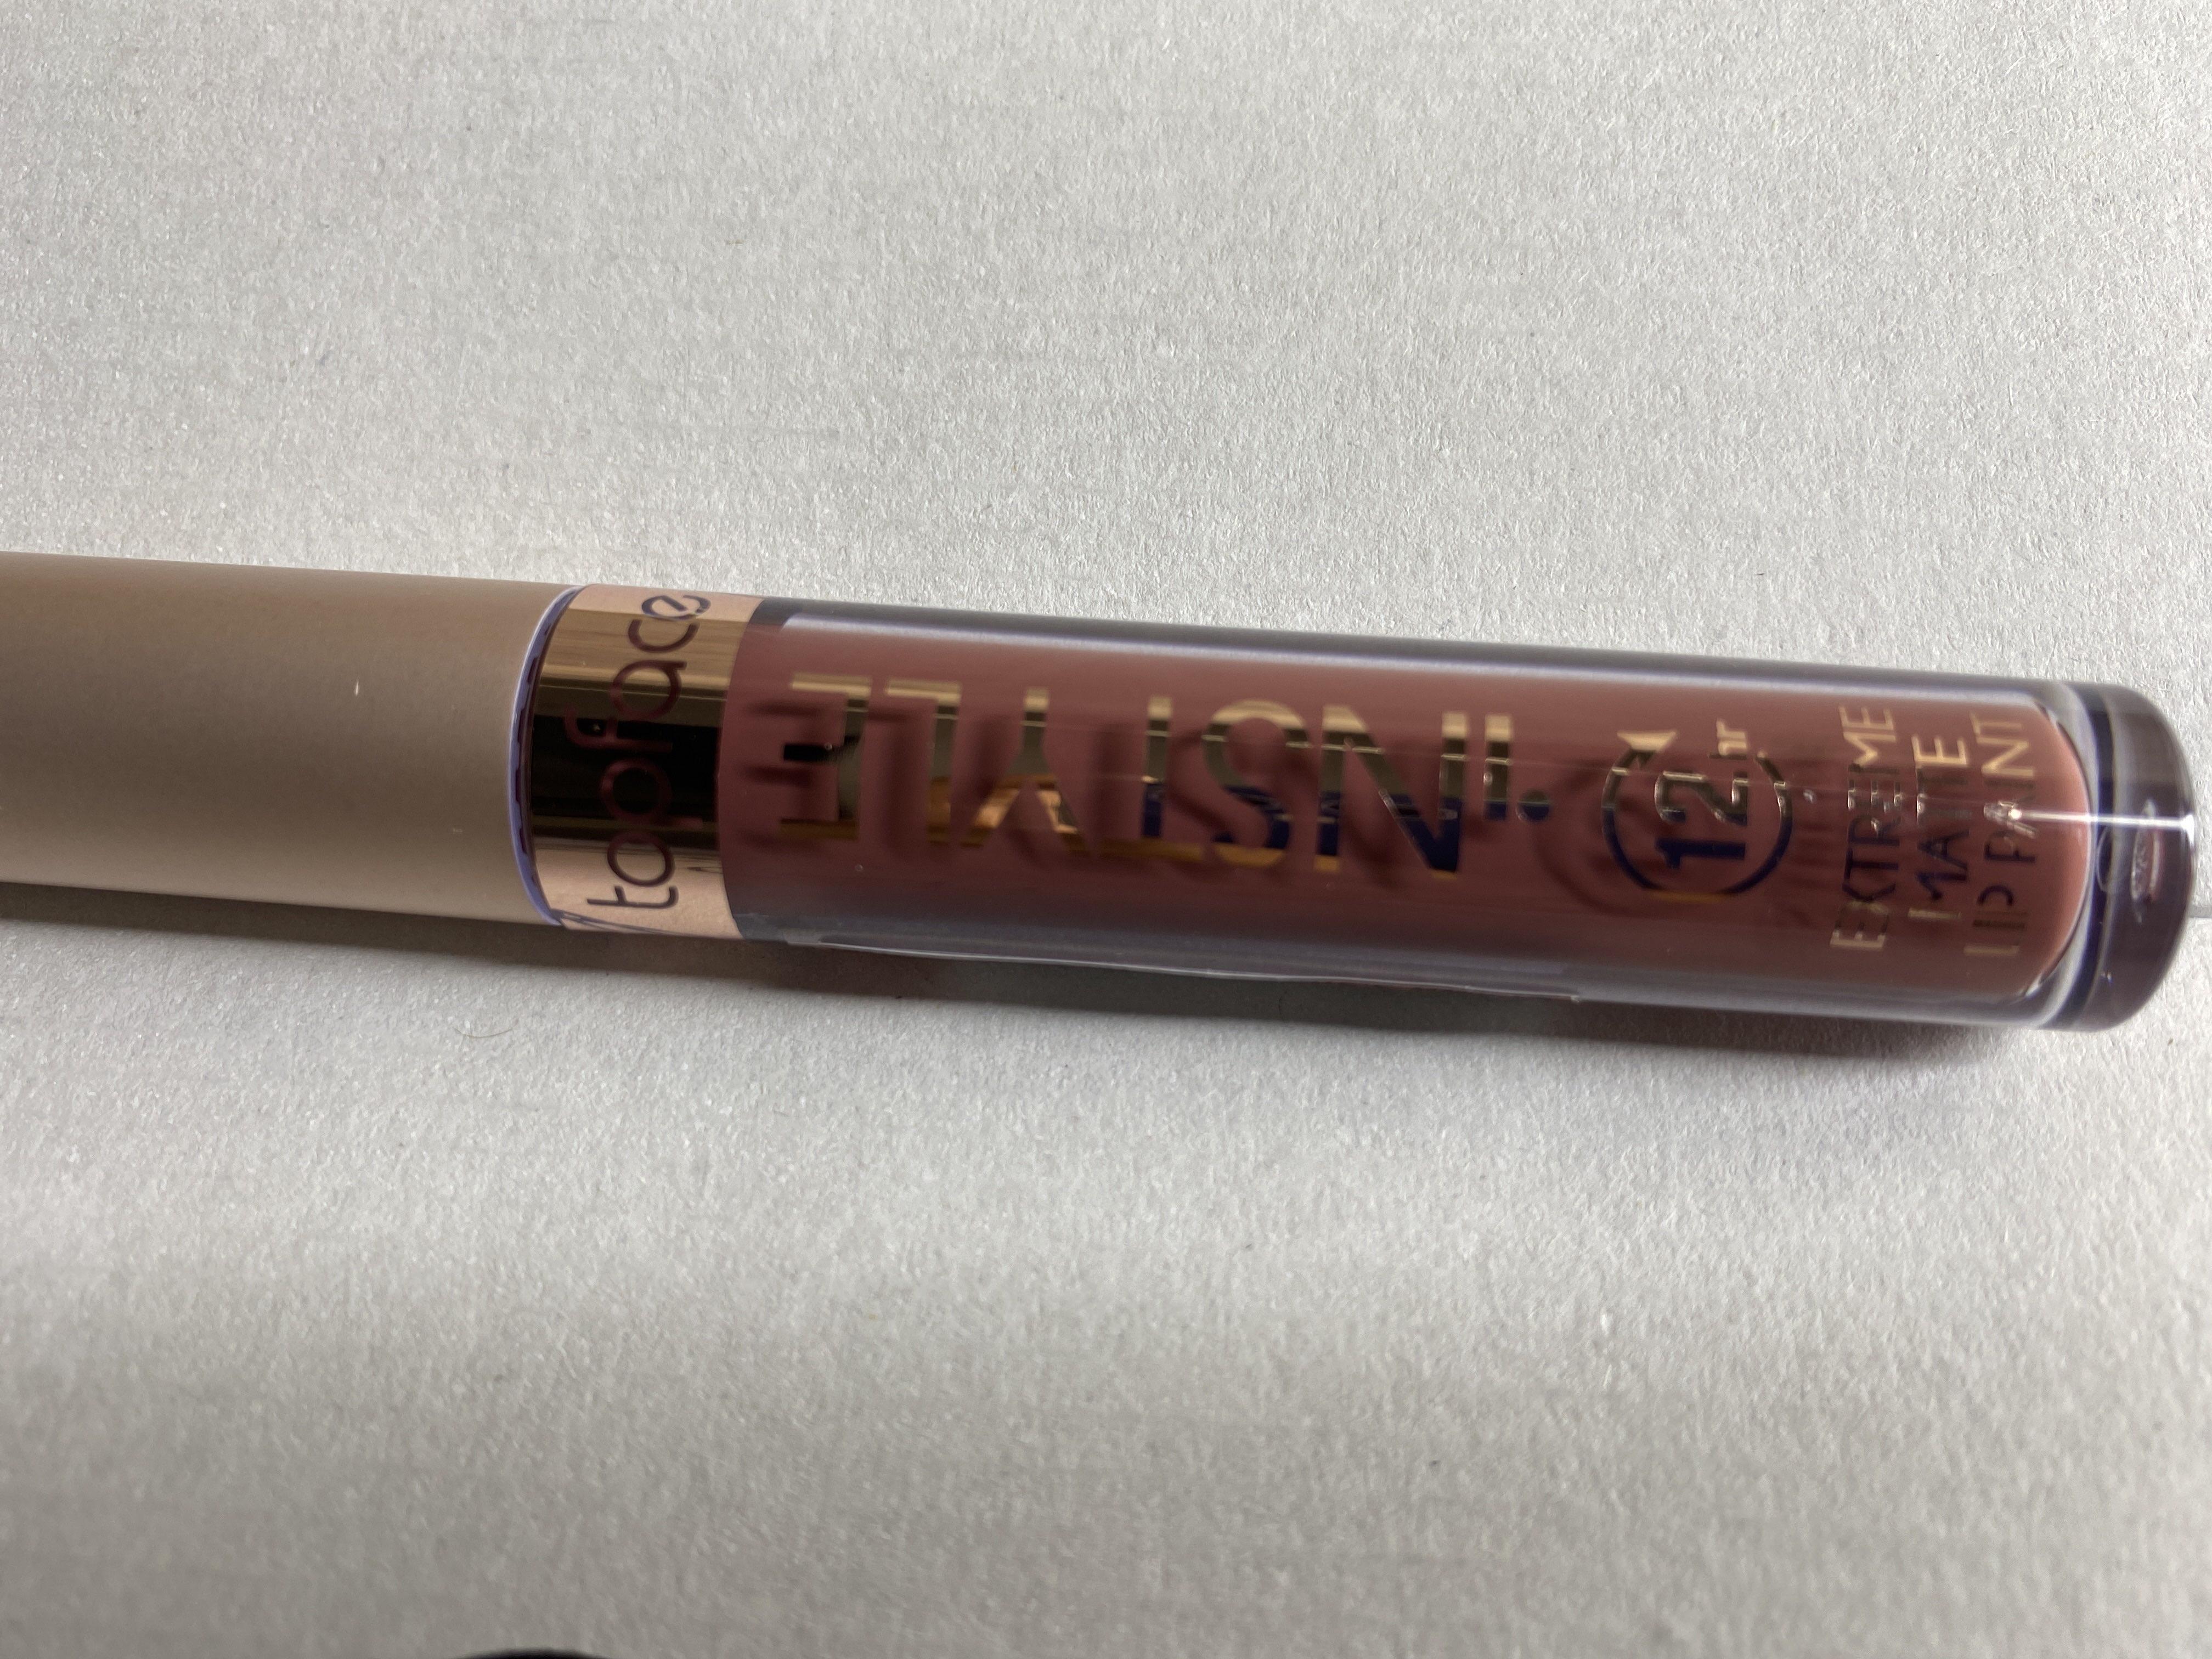 topface
INSTYLE
12hr
EXTREME
MATTE
LIP PAINT